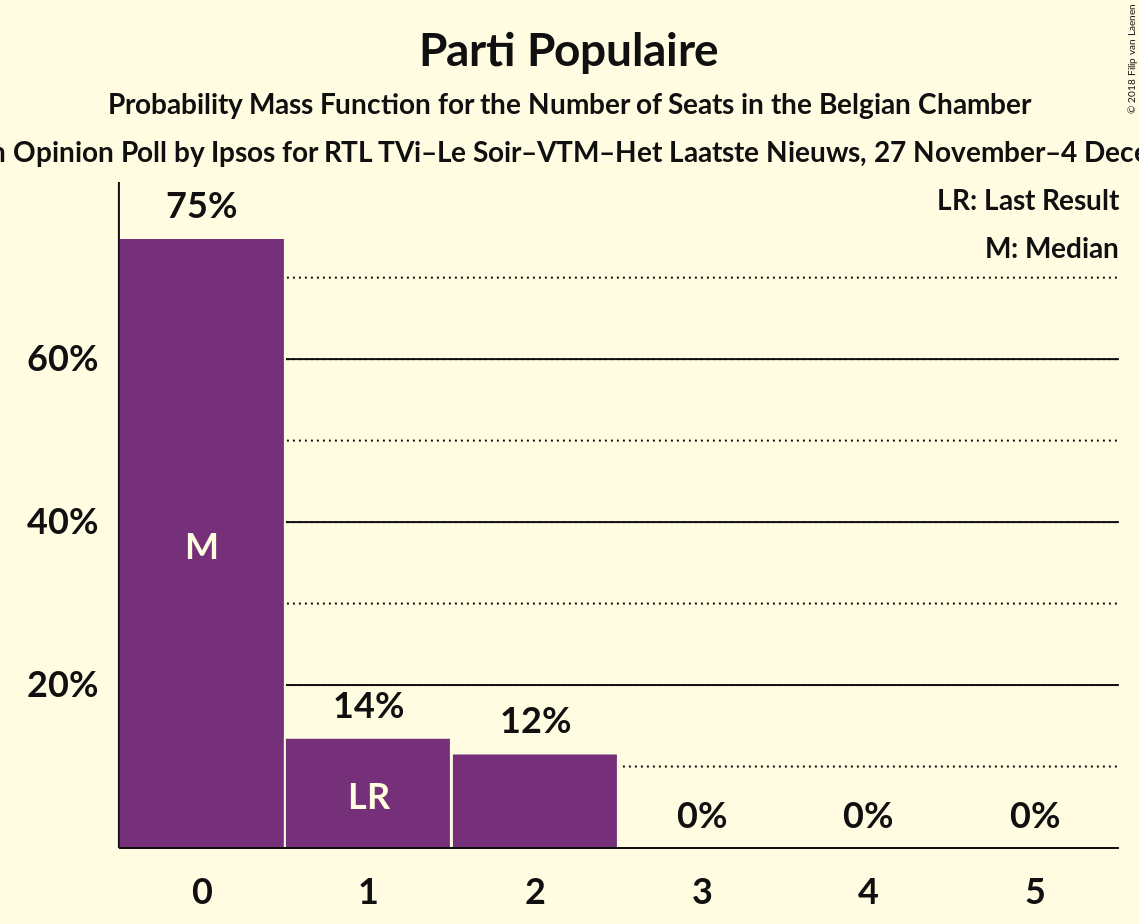 Parti Populaire
Probability Mass Function for the Number of Seats in the Belgian Chamber
Opinion Poll by Ipsos for RTL TVi–Le Soir–VTM–Het Laatste Nieuws, 27 November–4
© 2018 Filip van Laenen
LR: Last Result
M: Median
75%
60%
40%
20%
M
14%
LR
12%
0%
0%
0%
0
1
2
3
4
5